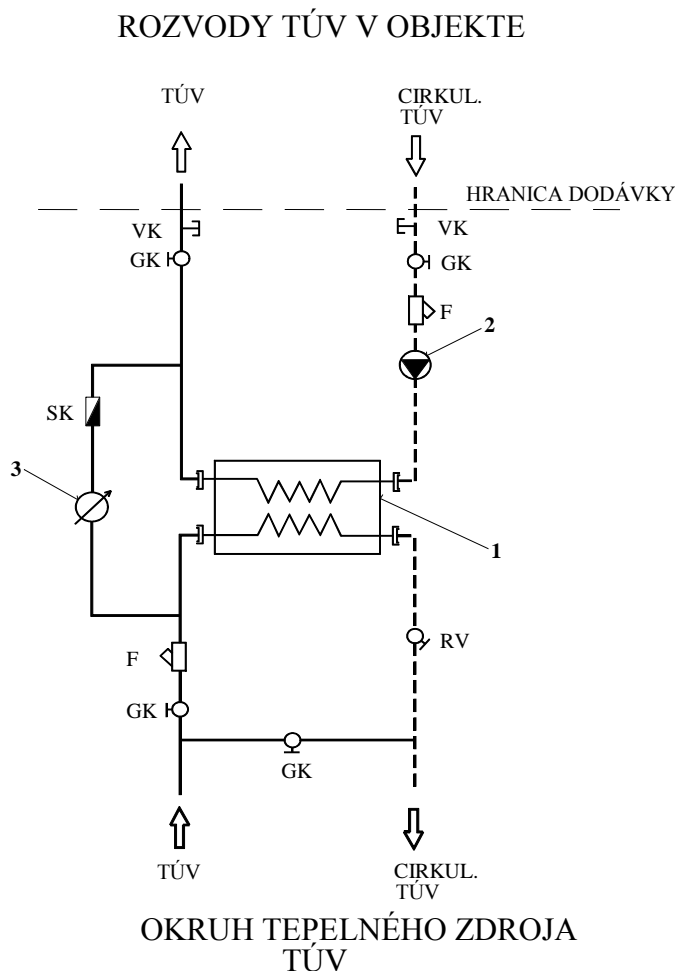 ROZVODY TÚV V OBJEKTE
TÚV
CIRKUL.
TÚV
HRANICA DODÁVKY
VK
VK
GK
GK
F
2
SK
3
1
F
RV
GK
GK
TÚV
CIRKUL.
TÚV
OKRUH TEPELNÉHO ZDROJA
TÚV